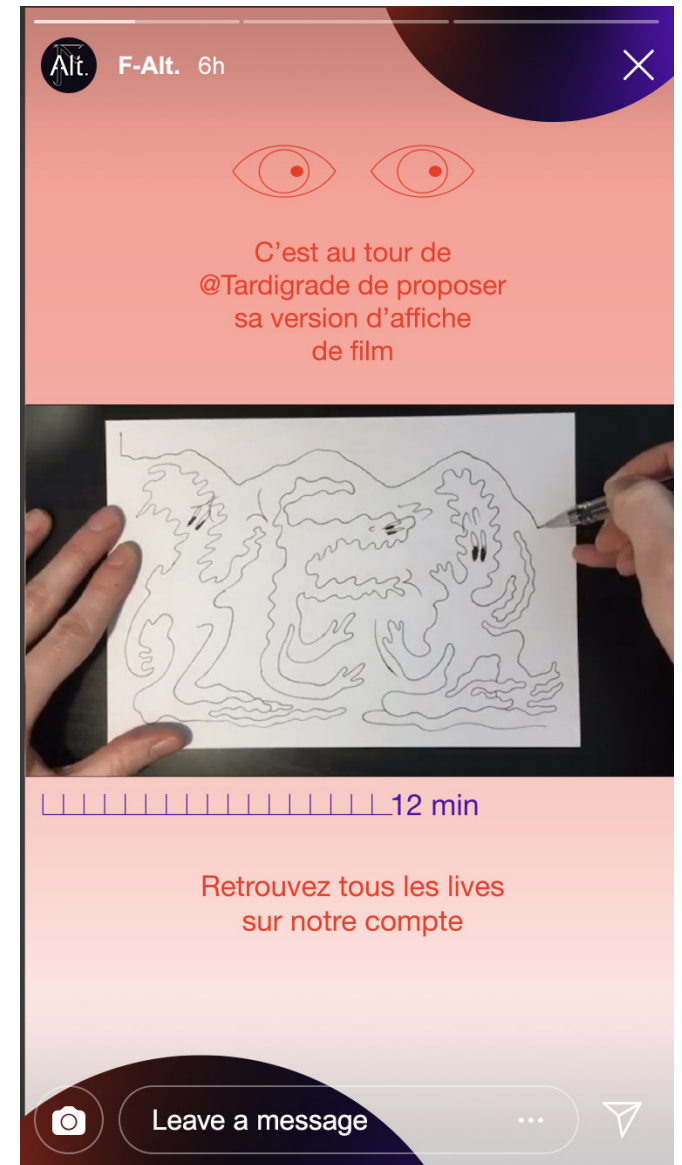 Alt.
F-Alt. 6h
C’est au tour de
@Tardigrade de proposer
sa version d’affiche
de film
12 min
Retrouvez tous les lives
sur notre compte
Leave a message